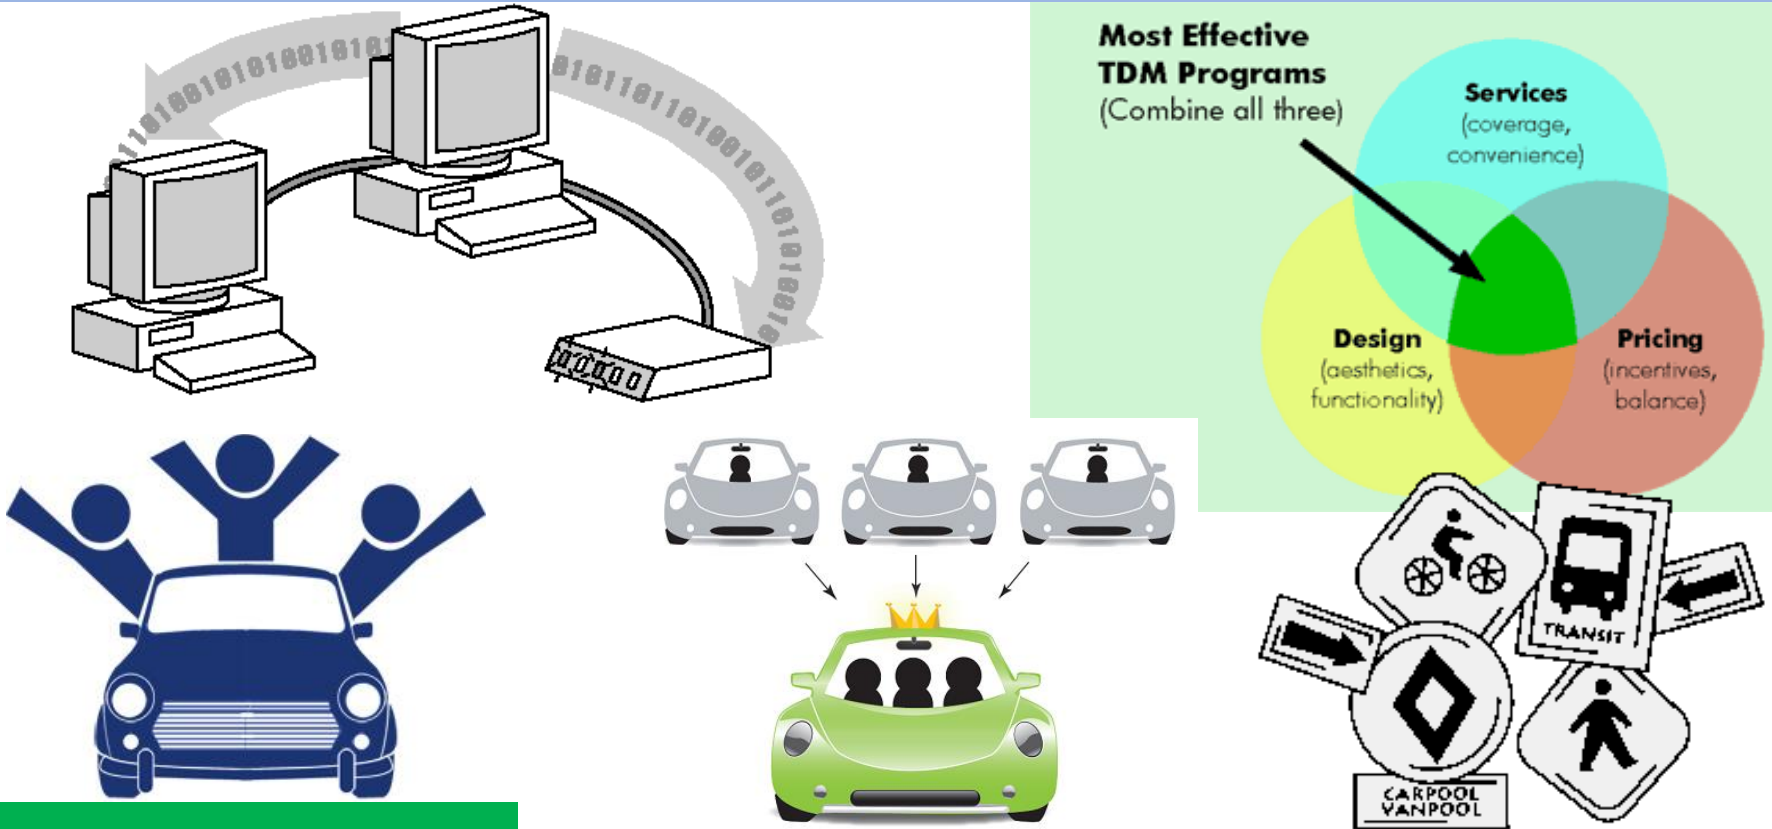 Most Effective
TDM Programs
(Combine all three)
Services
(coverage,
convenience)
Design
(aesthetics,
functionality)
Pricing
(incentives,
balance)
TRANSIT
CARPOOL
VANPOOL